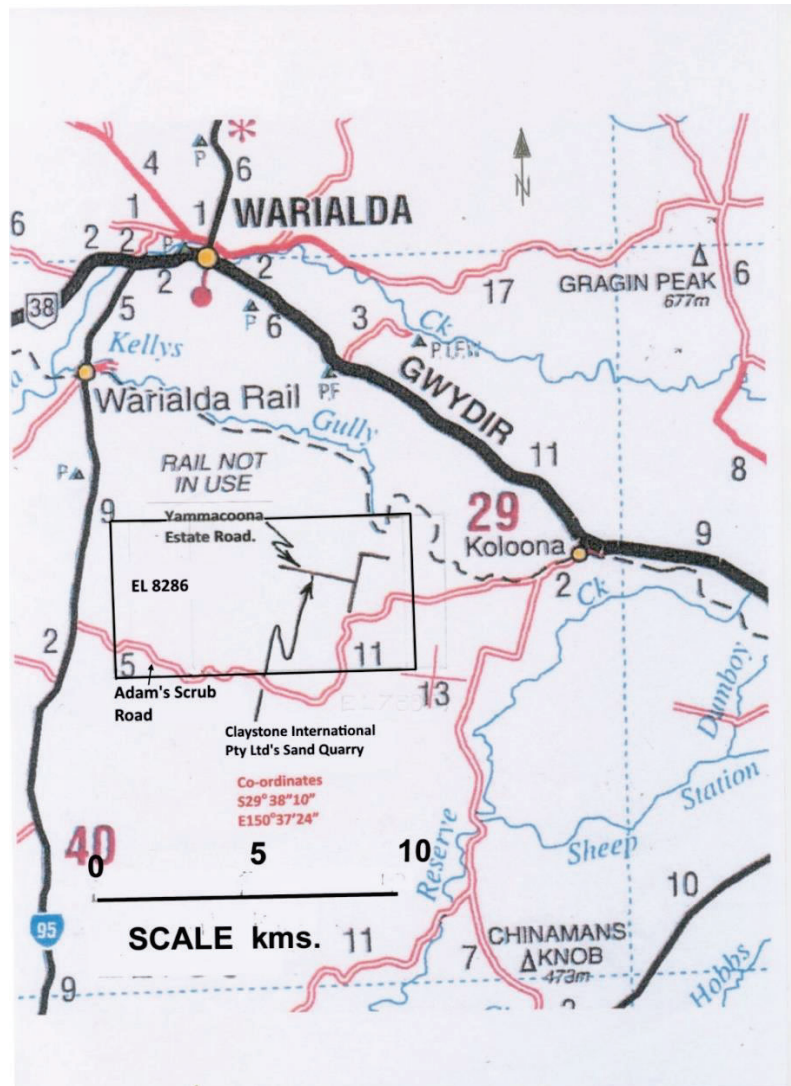 P
4
6
N
1
1
WARIALDA
6
2
2
P
2
2
GRAGIN PEAK
677m
6
17
38
5
P
6
3
Ck
Kellys
P.T.F.W
a
P.F
GWYDIR
Warialda Rail
Gully
8
RAIL NOT
IN USE
P
11
9
29
9
Yammacoona
Estate Road.
Koloona
EL 8286
2
Ck
2
5
11
13
Dumboy
Adam's Scrub
Road
Claystone International
Pty Ltd's Sand Quarry
Co-ordinates
S29°38'10"
E150°37'24"
Station
Sheep
Reserve
40
0
5
10
10
95
SCALE kms.
11
7
CHINAMANS
KNOB
473m
Hobbs
9